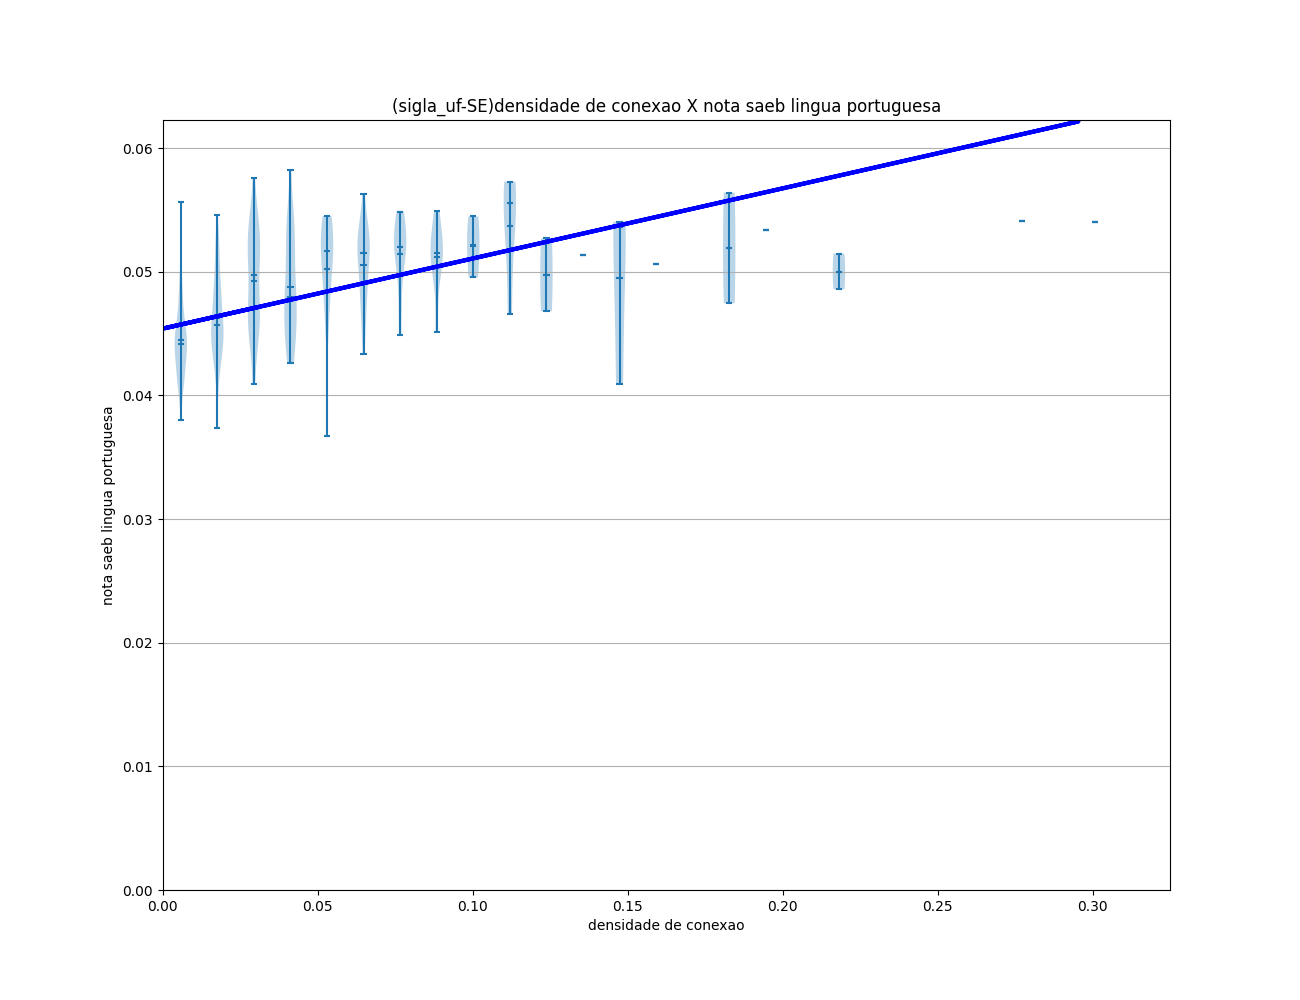 (sigla_uf-SE)densidade de conexao X nota saeb lingua portuguesa
nota saeb lingua portuguesa
0.06
0.05
0.04
0.03
0.02
0.01
0.00
0.00 0.05 0.10 0.15 0.20 0.25 0.30
densidade de conexao